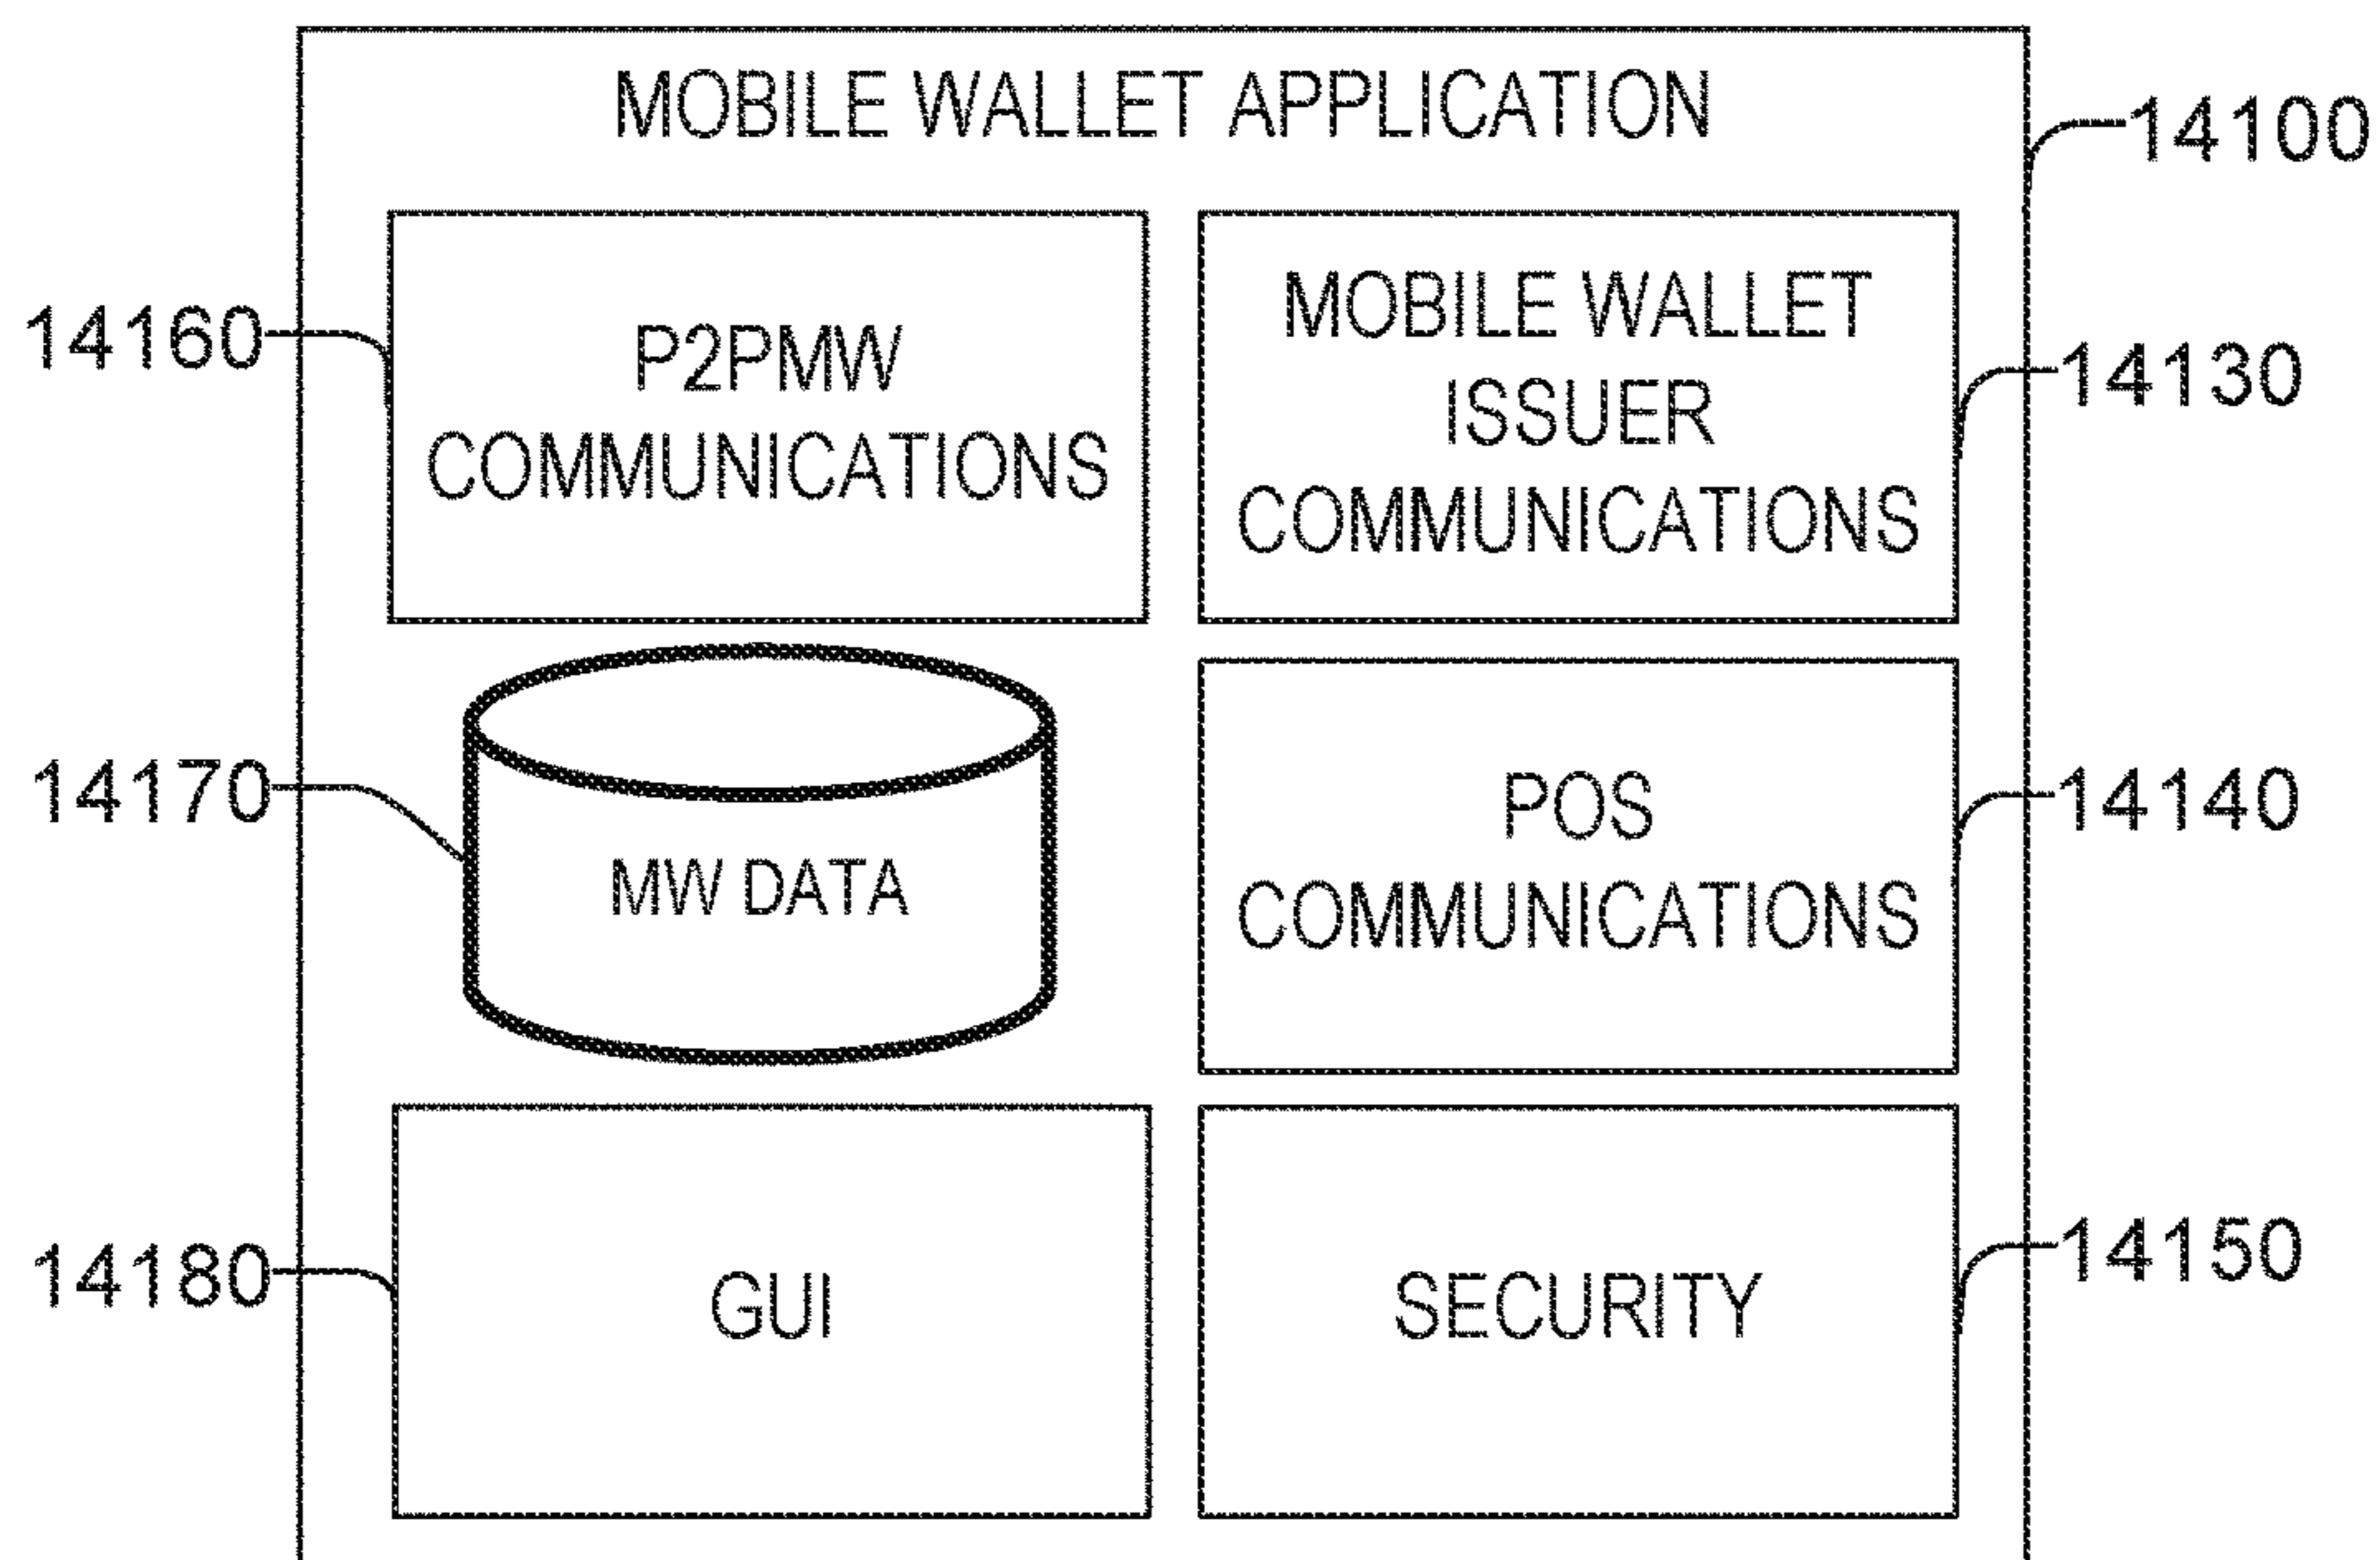 MOBILE WALLET APPLICATION
14100
14160
P2PMW
COMMUNICATIONS
MOBILE WALLET
ISSUER
COMMUNICATIONS
14130
14170
MW DATA
POS
COMMUNICATIONS
14140
14180
GUI
SECURITY
14150